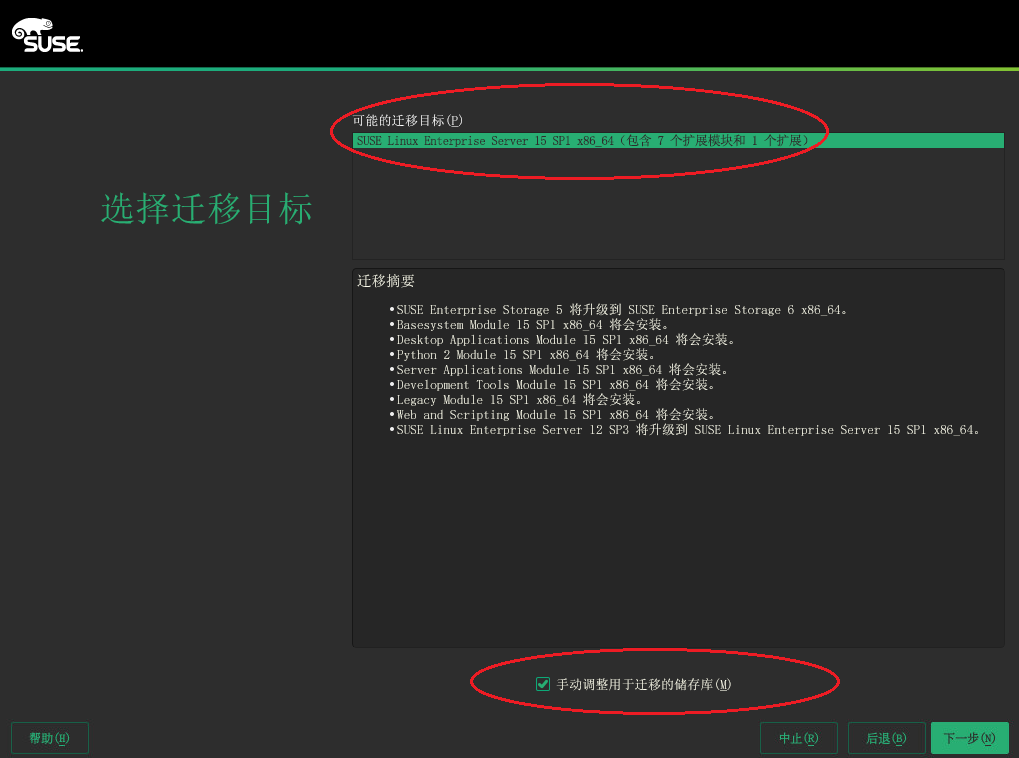 SUSE.
可能的迁移目标(P)
SUSE Linux Enterprise Server 15 SP1 x86_64（包含 7 个扩展模块和 1 个扩展）
选择迁移目标
迁移摘要
•SUSE Enterprise Storage 5 将升级到 SUSE Enterprise Storage 6 x86_64。
•Basesystem Module 15 SP1 x86_64 将会安装。
•Desktop Applications Module 15 SP1 x86_64 将会安装。
•Python 2 Module 15 SP1 x86_64 将会安装。
•Server Applications Module 15 SP1 x86_64 将会安装。
•Development Tools Module 15 SP1 x86_64 将会安装。
•Legacy Module 15 SP1 x86_64 将会安装。
•Web and Scripting Module 15 SP1 x86_64 将会安装。
•SUSE Linux Enterprise Server 12 SP3 将升级到 SUSE Linux Enterprise Server 15 SP1 x86_64。
手动调整用于迁移的储存库(M)
帮助(H)
中止(R)
后退(B)
下一步(N)